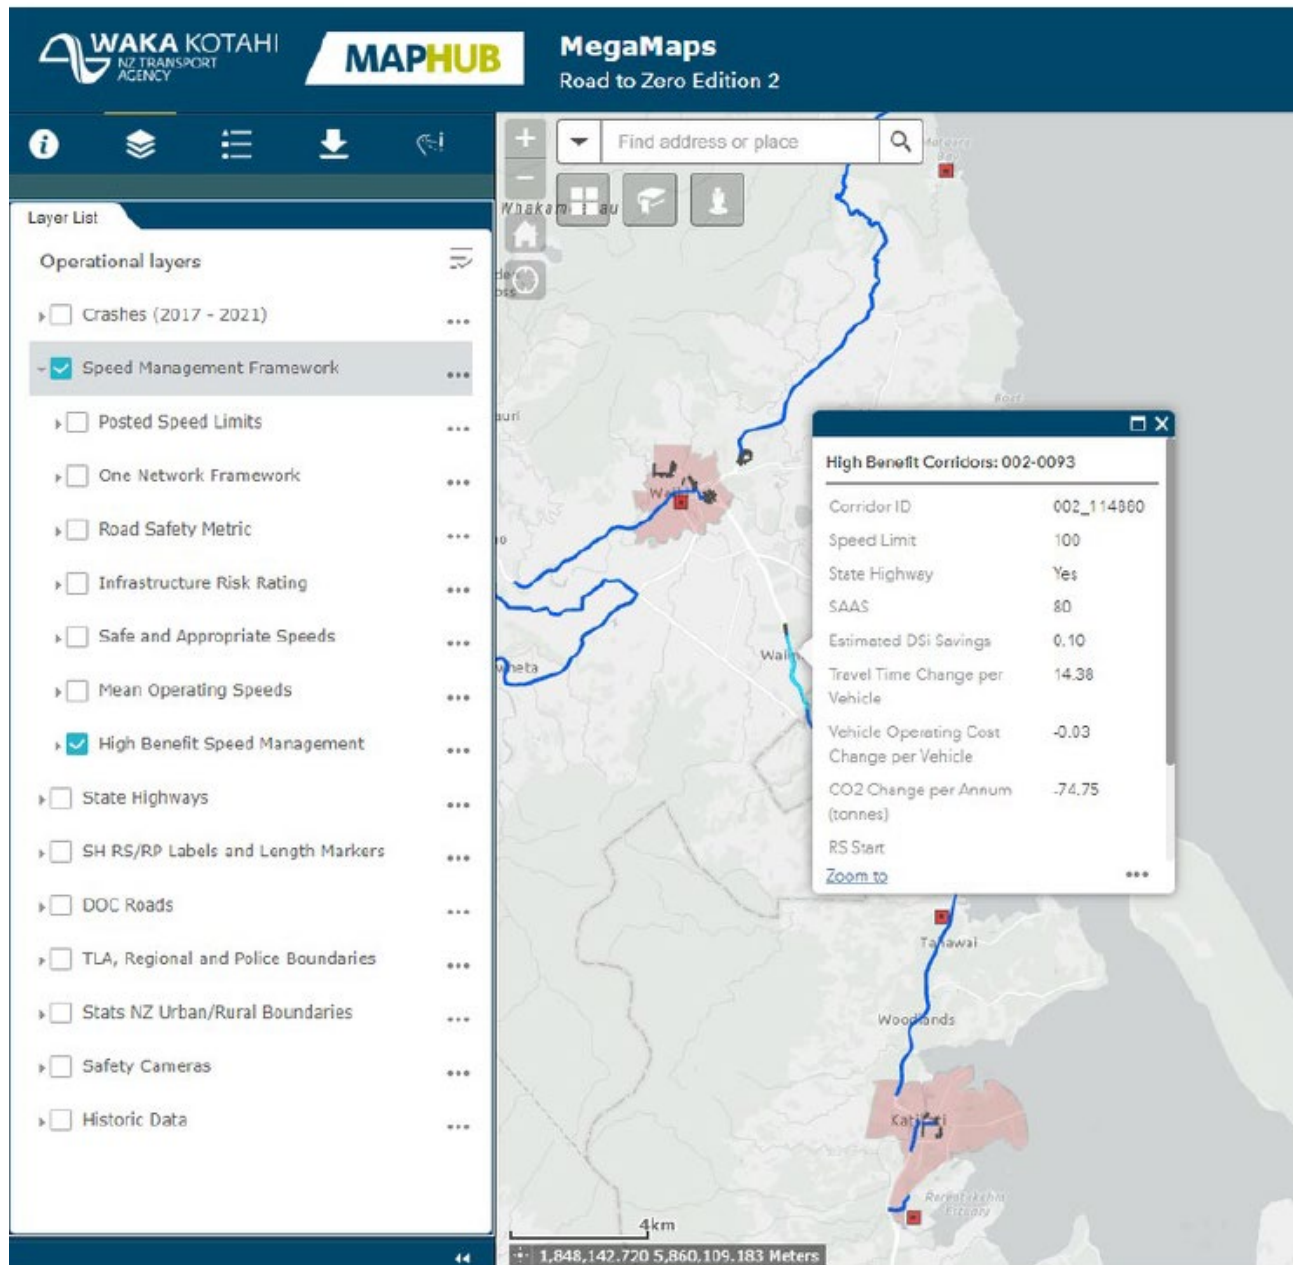 WAKA KOTAHI
NZ TRANSPORT
AGENCY
MAPHUB
MegaMaps
Road to Zero Edition 2
Find address or place
Layer List
Operational layers
Crashes (2017 - 2021)
Speed Management Framework
Posted Speed Limits
One Network Framework
Road Safety Metric
Infrastructure Risk Rating
Safe and Appropriate Speeds
Mean Operating Speeds
High Benefit Speed Management
State Highways
SH RS/RP Labels and Length Markers
DOC Roads
TLA, Regional and Police Boundaries
Stats NZ Urban/Rural Boundaries
Safety Cameras
Historic Data
High Benefit Corridors: 002-0093
Corridor ID 002_114880
Speed Limit 100
State Highway Yes
SAAS 80
Estimated DSi Savings 0.10
Travel Time Change per 14.38
Vehicle
Vehicle Operating Cost -0.03
Change per Vehicle
CO2 Change per Annum -74.75
(tonnes)
RS Start
Zoom to
Woodlands
Estuary
4km
1,848,142.720 5,860,109.183 Meters